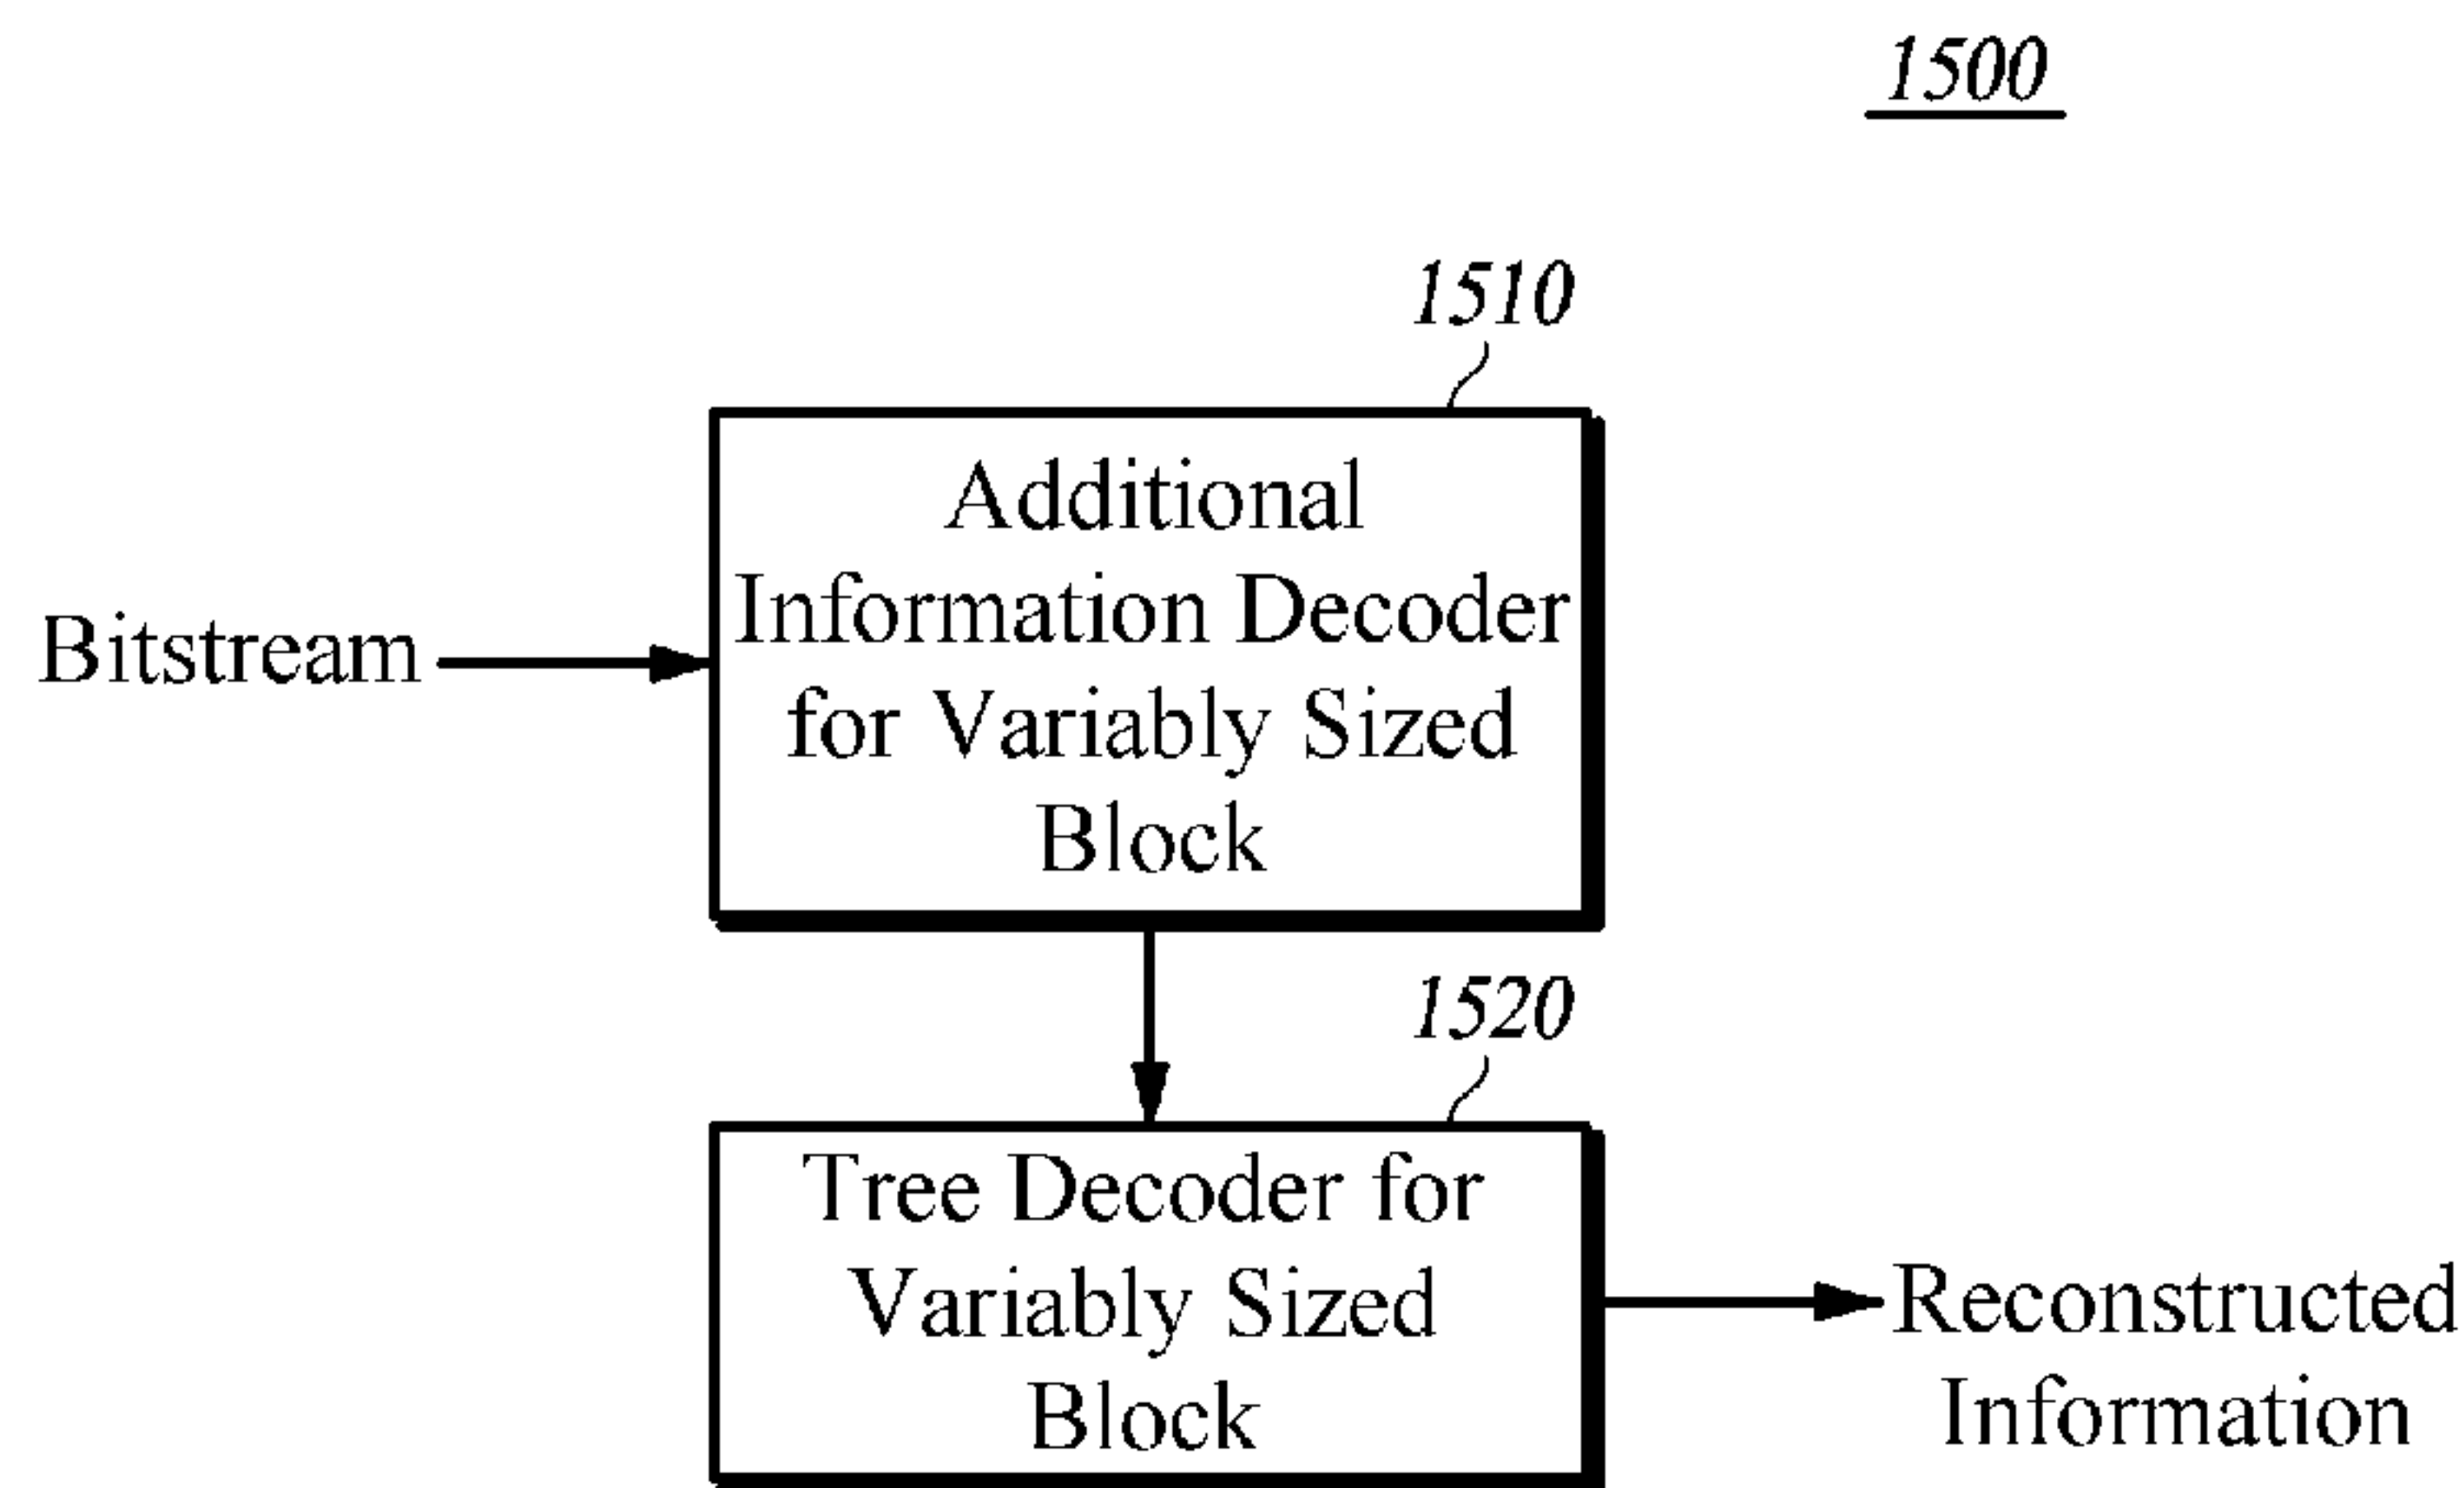 1500
1510
Additional
Information Decoder
for Variably Sized
Block
Bitstream
1520
Tree Decoder for
Variably Sized
Block
Reconstructed
Information